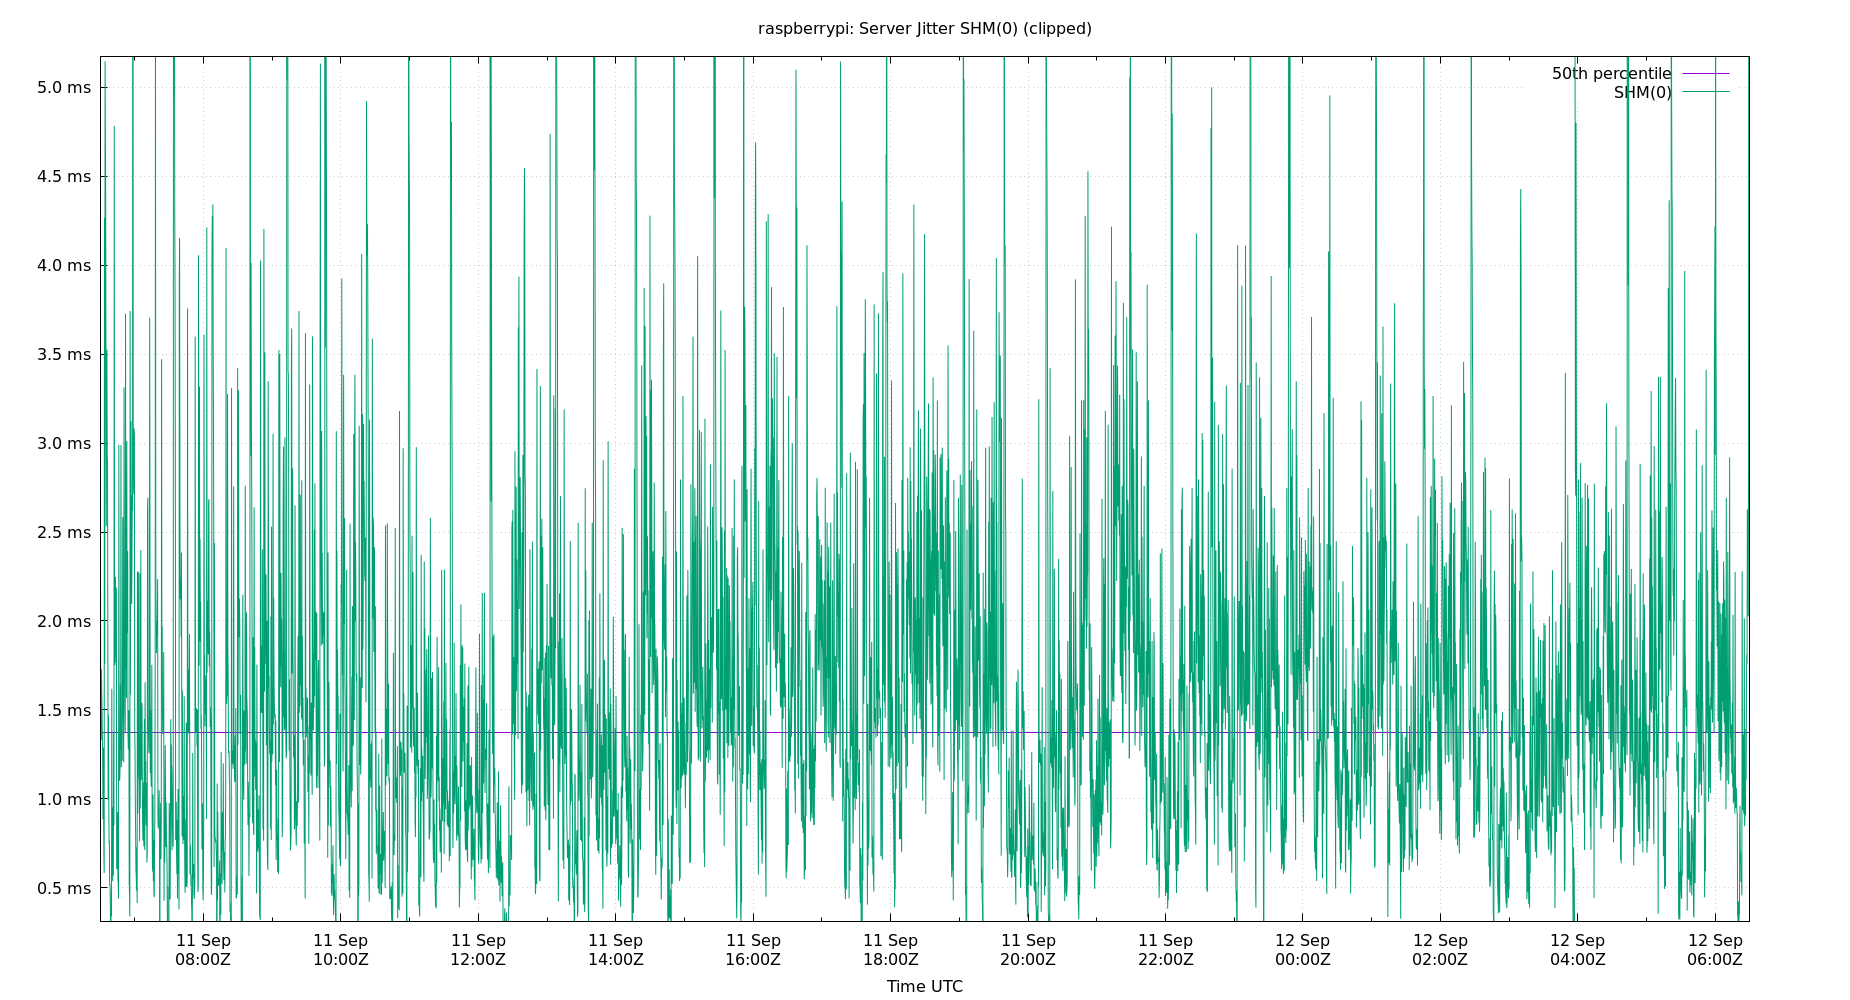 raspberrypi: Server Jitter SHM(0) (clipped)
50th percentile
SHM(0)
5.0 ms
4.5 ms
4.0 ms
3.5 ms
3.0 ms
2.5 ms
2.0 ms
1.5 ms
1.0 ms
0.5 ms
11 Sep 11 Sep 11 Sep 11 Sep 11 Sep 11 Sep 11 Sep 11 Sep 12 Sep 12 Sep 12 Sep 12 Sep
08:00Z 10:00Z 12:00Z 14:00Z 16:00Z 18:00Z 20:00Z 22:00Z 00:00Z 02:00Z 04:00Z 06:00Z
Time UTC